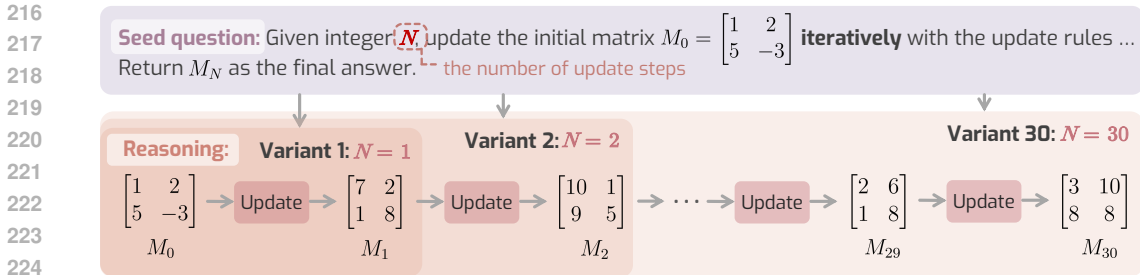 216
217
218
219
220
221
222
223
224
Seed question: Given integer N, update the initial matrix M₀ = [1 2; 5 −3] iteratively with the update rules ...
Return M_N as the final answer. the number of update steps
Reasoning: Variant 1: N = 1 Variant 2: N = 2 Variant 30: N = 30
[1 2; 5 −3] Update [7 2; 1 8] Update [10 1; 9 5] ... Update [2 6; 1 8] Update [3 10; 8 8]
M₀ M₁ M₂ M₂₉ M₃₀